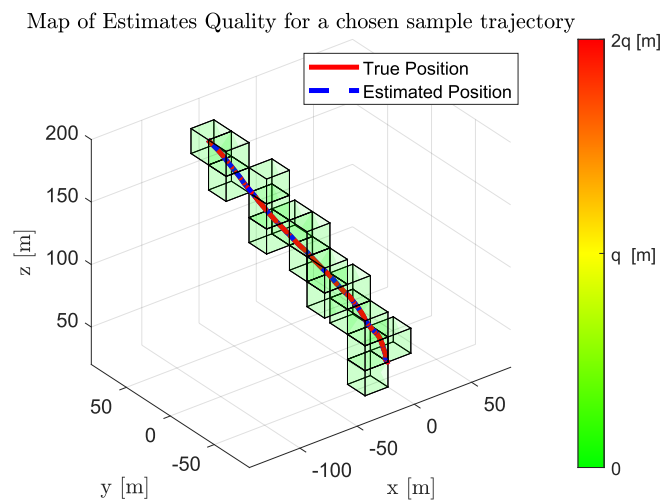 Map of Estimates Quality for a chosen sample trajectory
True Position
Estimated Position
2q [m]
q [m]
0
200
150
100
50
z [m]
50
0
-50
y [m]
-100
-50
0
50
x [m]